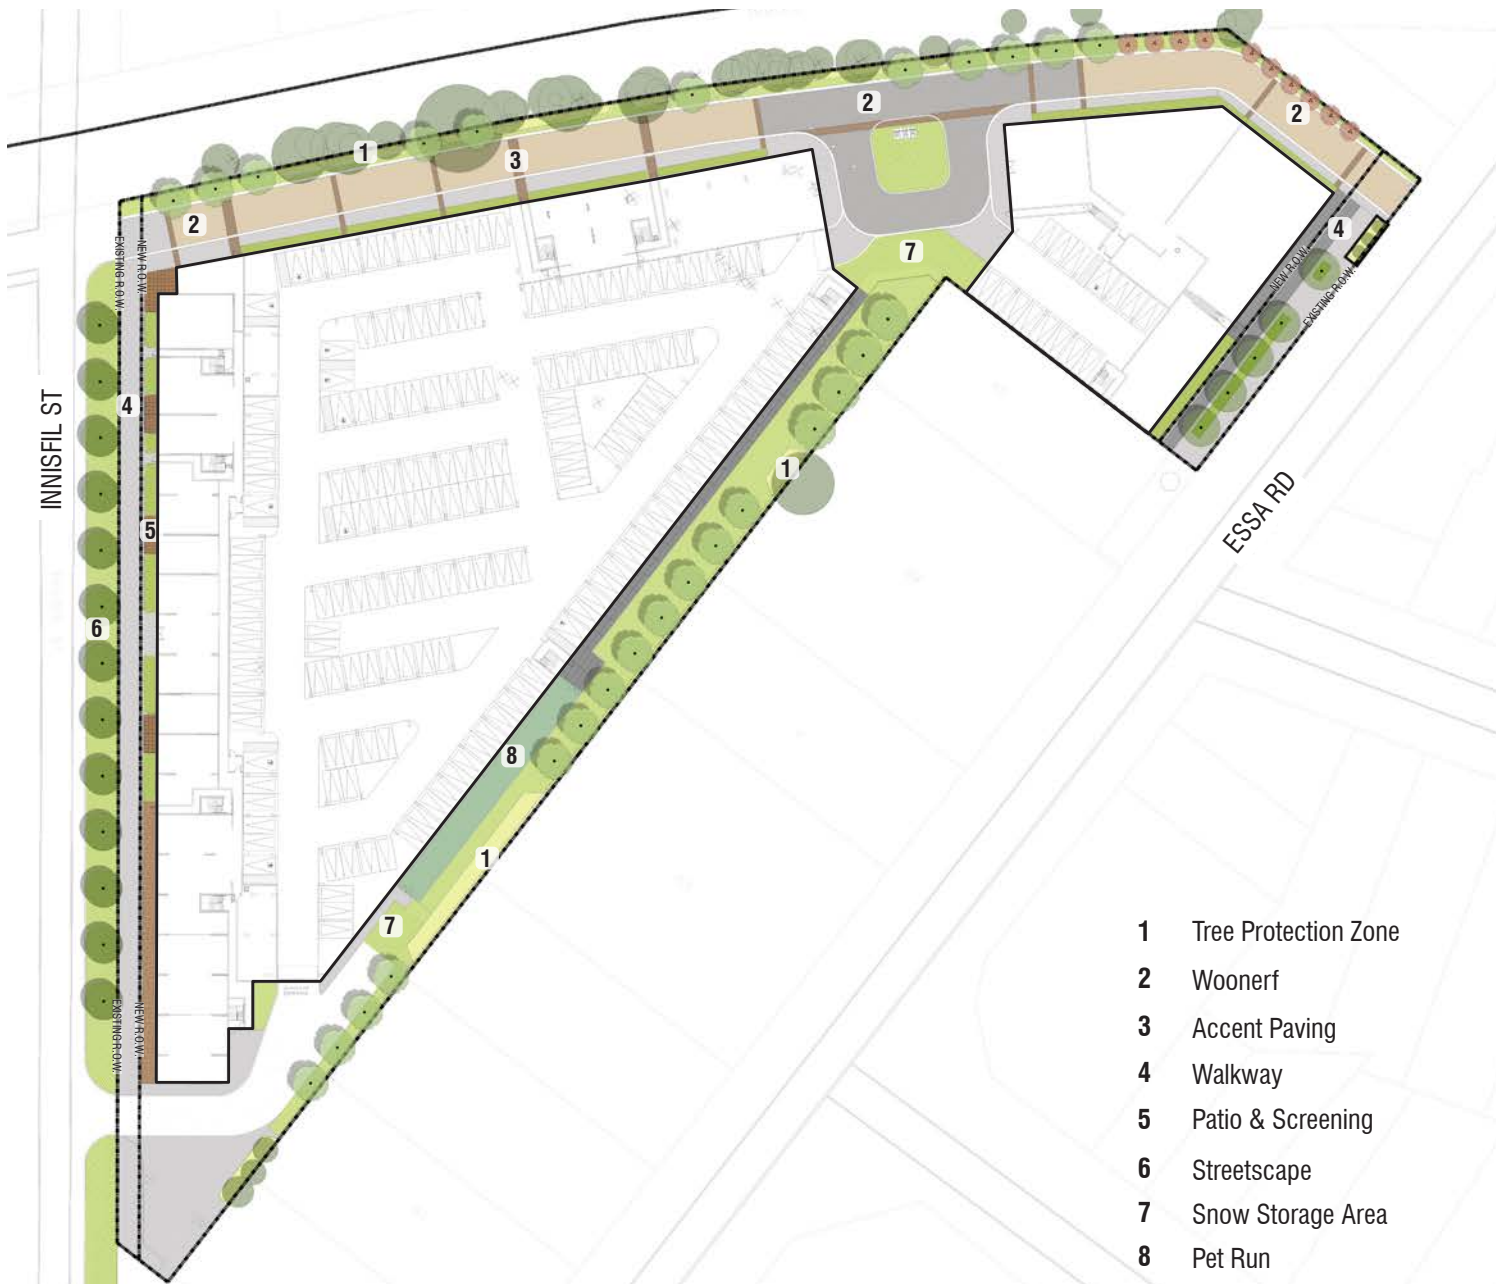 2
1
3
2
2
4
7
NEW R.O.W.
EXISTING R.O.W.
EXISTING R.O.W.
NEW R.O.W.
4
INNISFIL ST
5
6
1
ESSA RD
8
1
7
EXISTING R.O.W.
NEW R.O.W.
1 Tree Protection Zone
2 Woonerf
3 Accent Paving
4 Walkway
5 Patio & Screening
6 Streetscape
7 Snow Storage Area
8 Pet Run